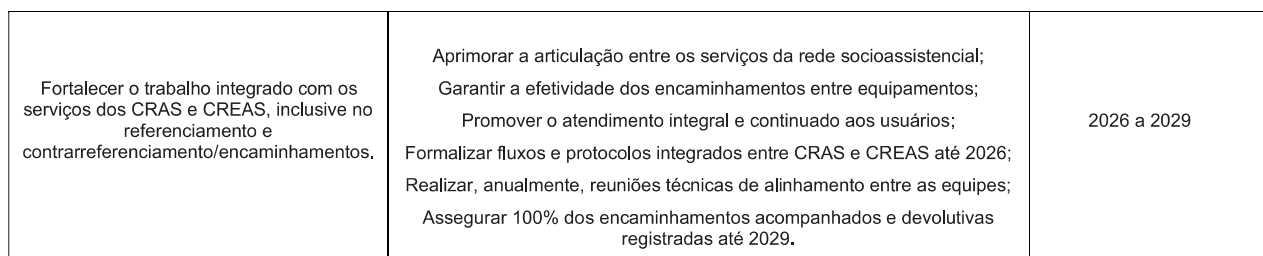 Fortalecer o trabalho integrado com os
serviços dos CRAS e CREAS, inclusive no
referenciamento e
contrarreferenciamento/encaminhamentos.
Aprimorar a articulação entre os serviços da rede socioassistencial;
Garantir a efetividade dos encaminhamentos entre equipamentos;
Promover o atendimento integral e continuado aos usuários;
Formalizar fluxos e protocolos integrados entre CRAS e CREAS até 2026;
Realizar, anualmente, reuniões técnicas de alinhamento entre as equipes;
Assegurar 100% dos encaminhamentos acompanhados e devolutivas
registradas até 2029.
2026 a 2029